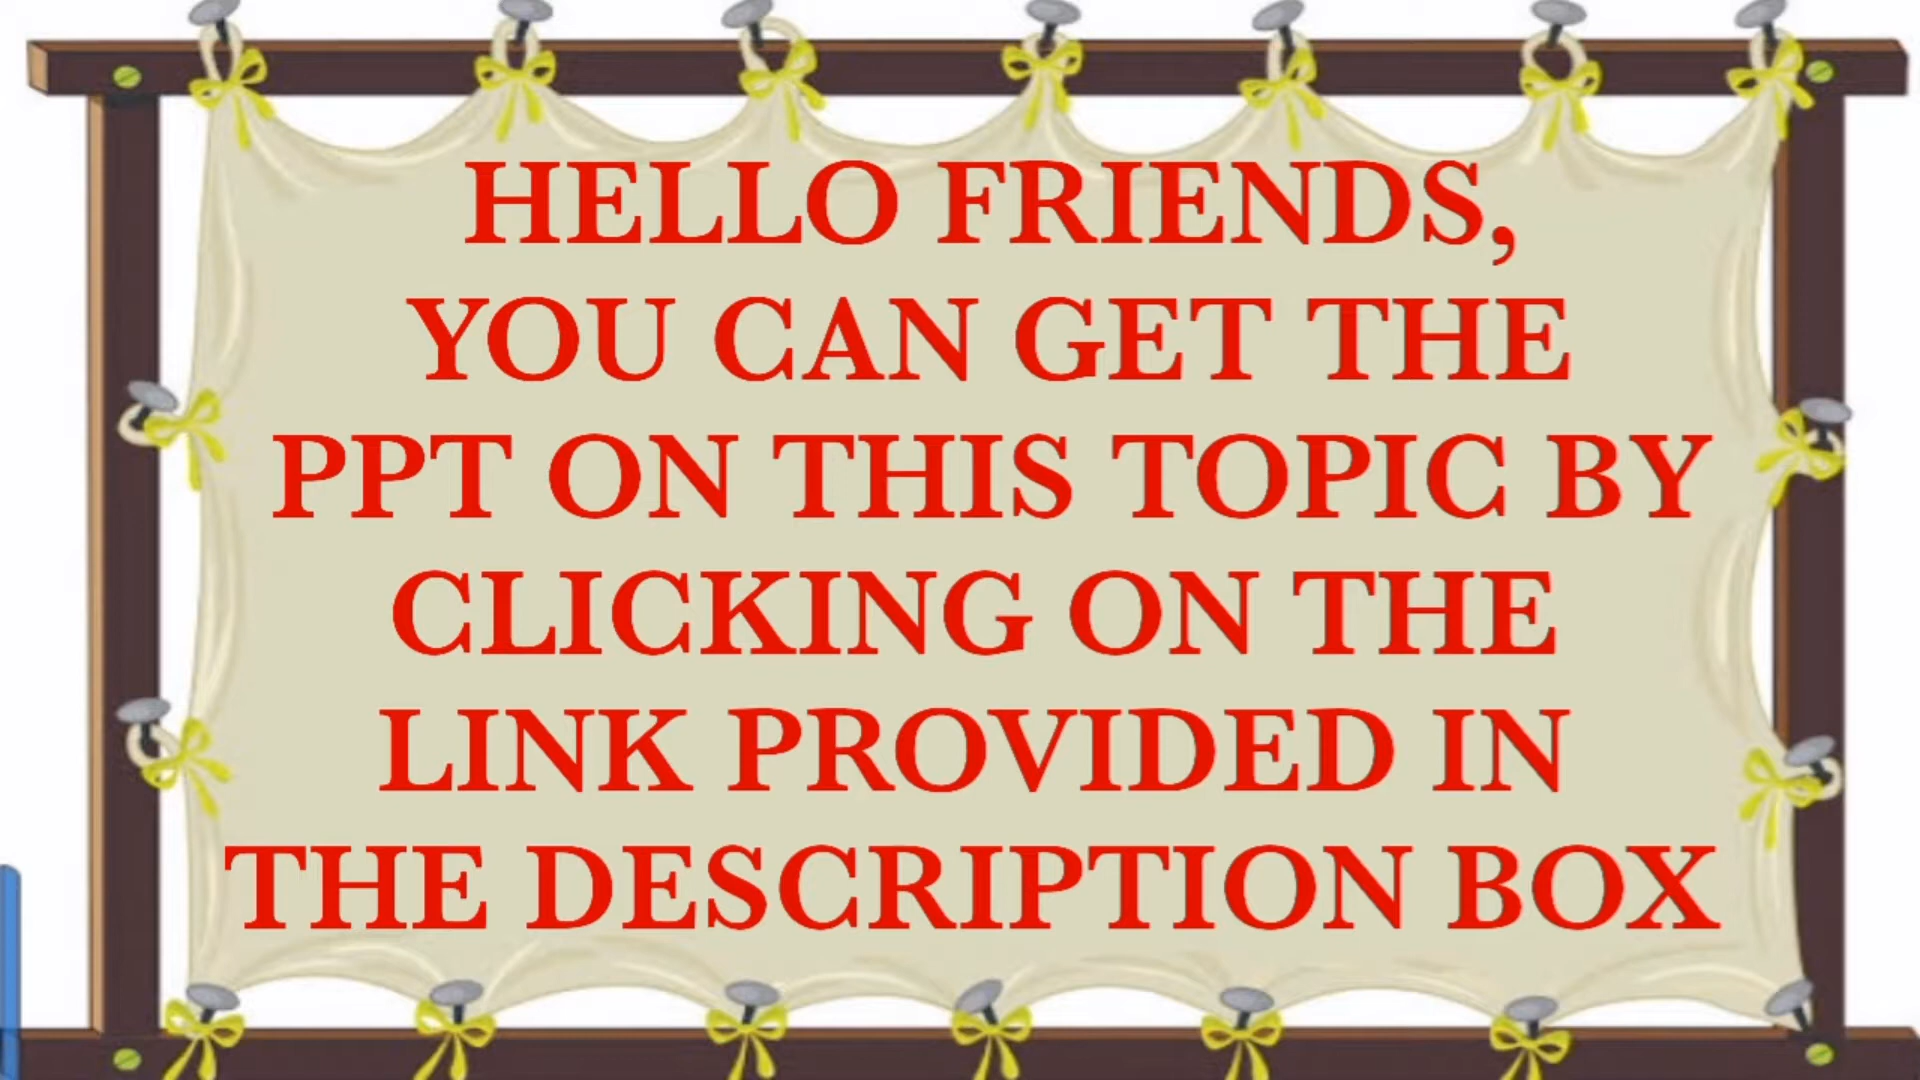 HELLO FRIENDS,
YOU CAN GET THE
PPT ON THIS TOPIC BY
CLICKING ON THE
LINK PROVIDED IN
THE DESCRIPTION BOX